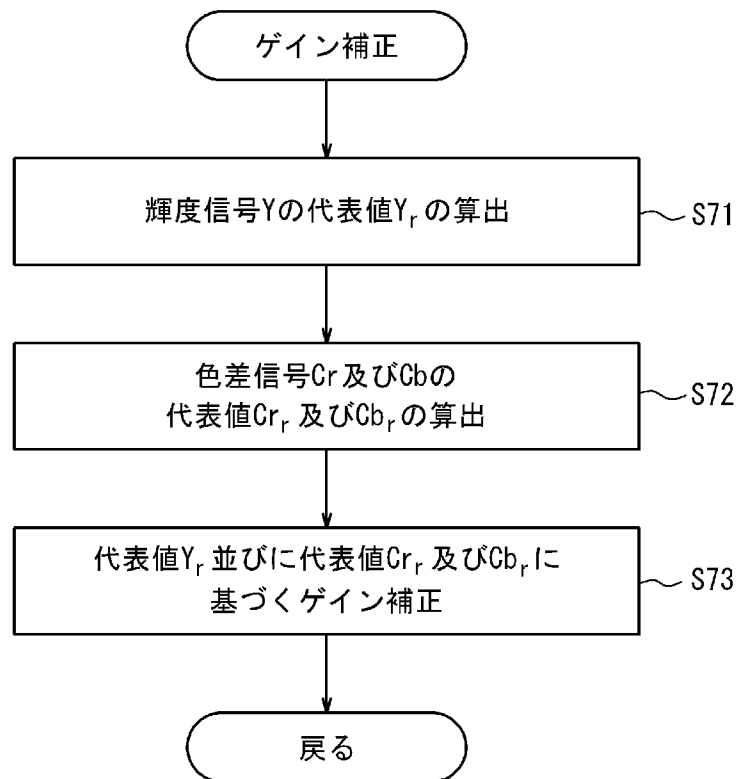 ゲイン補正
輝度信号Yの代表値Yrの算出
S71
色差信号Cr及びCbの
代表値Crr及びCbrの算出
S72
代表値Yr並びに代表値Crr及びCbrに
基づくゲイン補正
S73
戻る